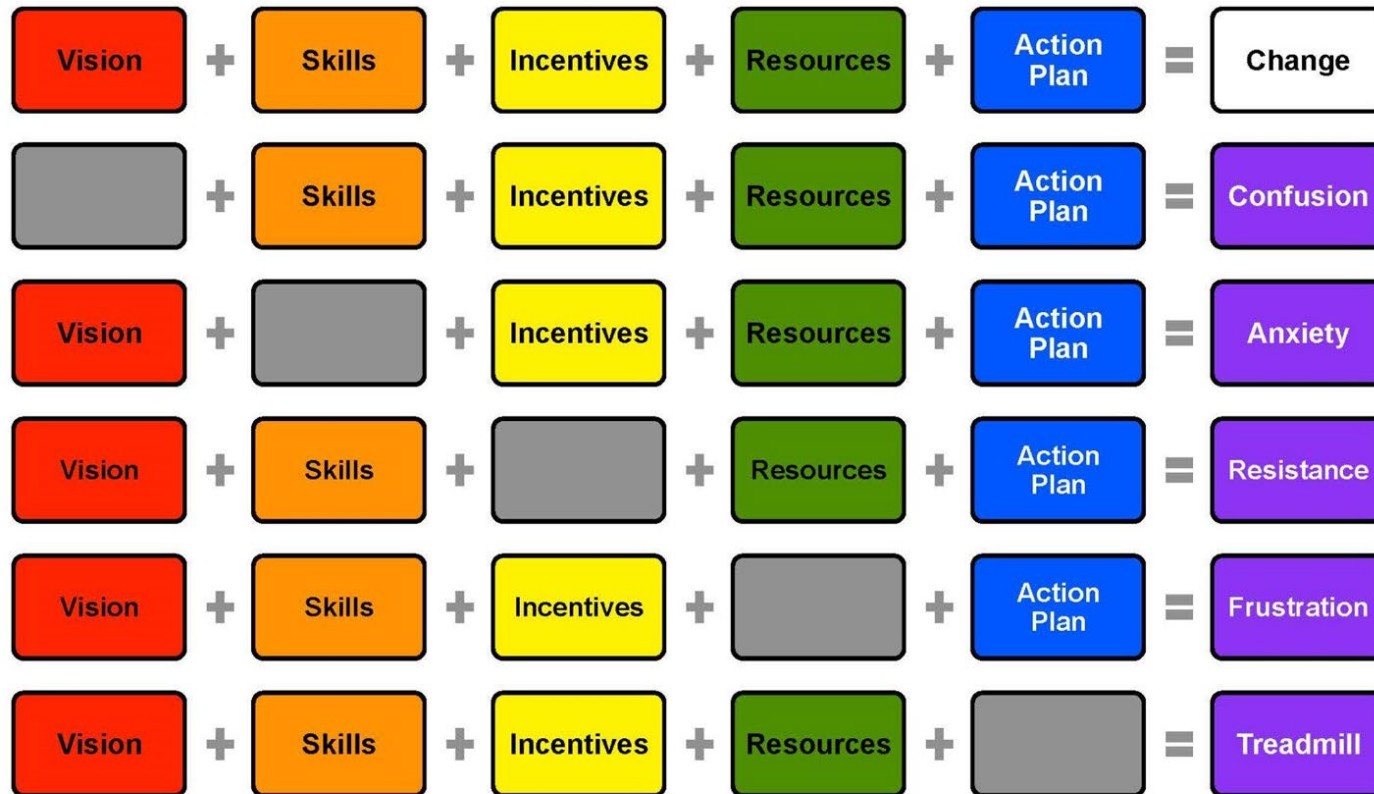 Vision + Skills + Incentives + Resources + Action Plan = Change
+ Skills + Incentives + Resources + Action Plan = Confusion
Vision + + Incentives + Resources + Action Plan = Anxiety
Vision + Skills + + Resources + Action Plan = Resistance
Vision + Skills + Incentives + + Action Plan = Frustration
Vision + Skills + Incentives + Resources + = Treadmill